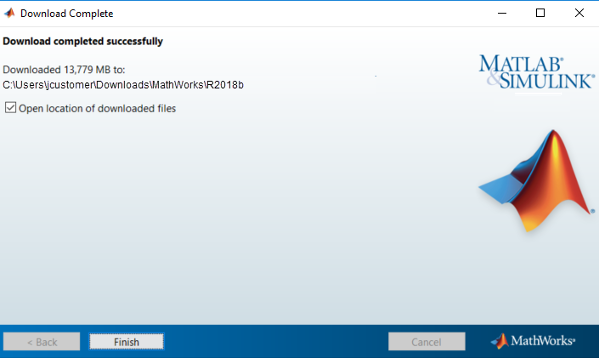 Download Complete
Download completed successfully
Downloaded 13,779 MB to:
C:\Users\jcustomer\Downloads\MathWorks\R2018b
Open location of downloaded files
MATLAB®
&SIMULINK®
®
< Back
Finish
Cancel
MathWorks®